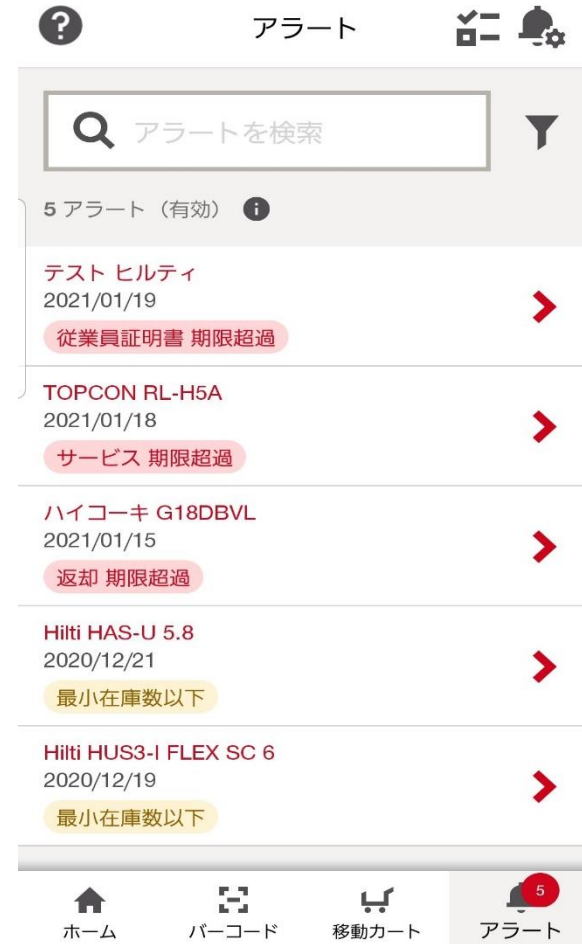 アラート
アラートを検索
5 アラート（有効）
テスト ヒルティ
2021/01/19
従業員証明書 期限超過
TOPCON RL-H5A
2021/01/18
サービス 期限超過
ハイコーキ G18DBVL
2021/01/15
返却 期限超過
Hilti HAS-U 5.8
2020/12/21
最小在庫数以下
Hilti HUS3-I FLEX SC 6
2020/12/19
最小在庫数以下
5
ホーム バーコード 移動カート アラート